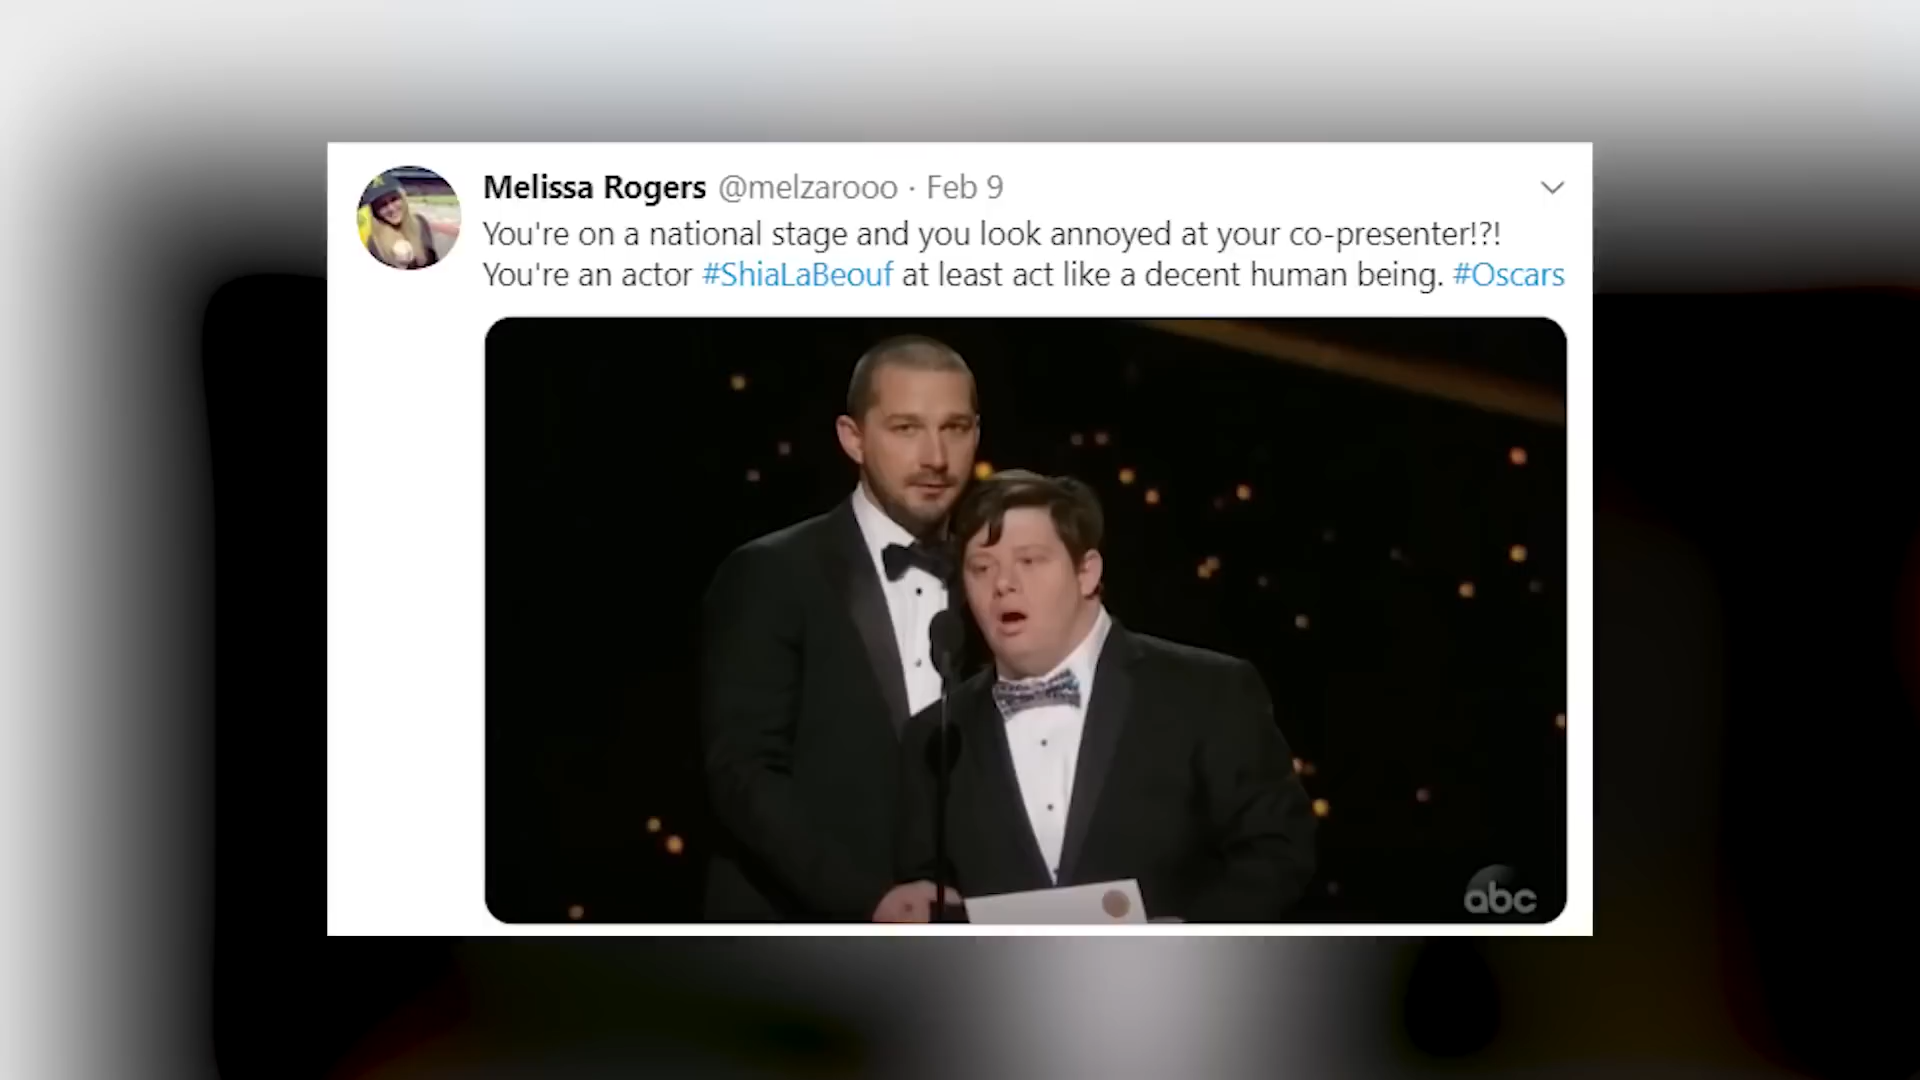 Melissa Rogers @melzarooo · Feb 9
You're on a national stage and you look annoyed at your co-presenter!?!
You're an actor #ShiaLaBeouf at least act like a decent human being. #Oscars
abc